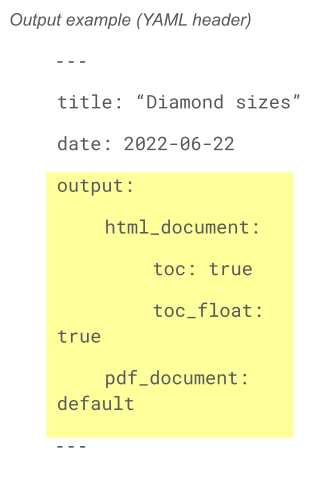 Output example (YAML header)
---
title: “Diamond sizes”
date: 2022-06-22
output:
html_document:
toc: true
toc_float:
true
pdf_document:
default
---